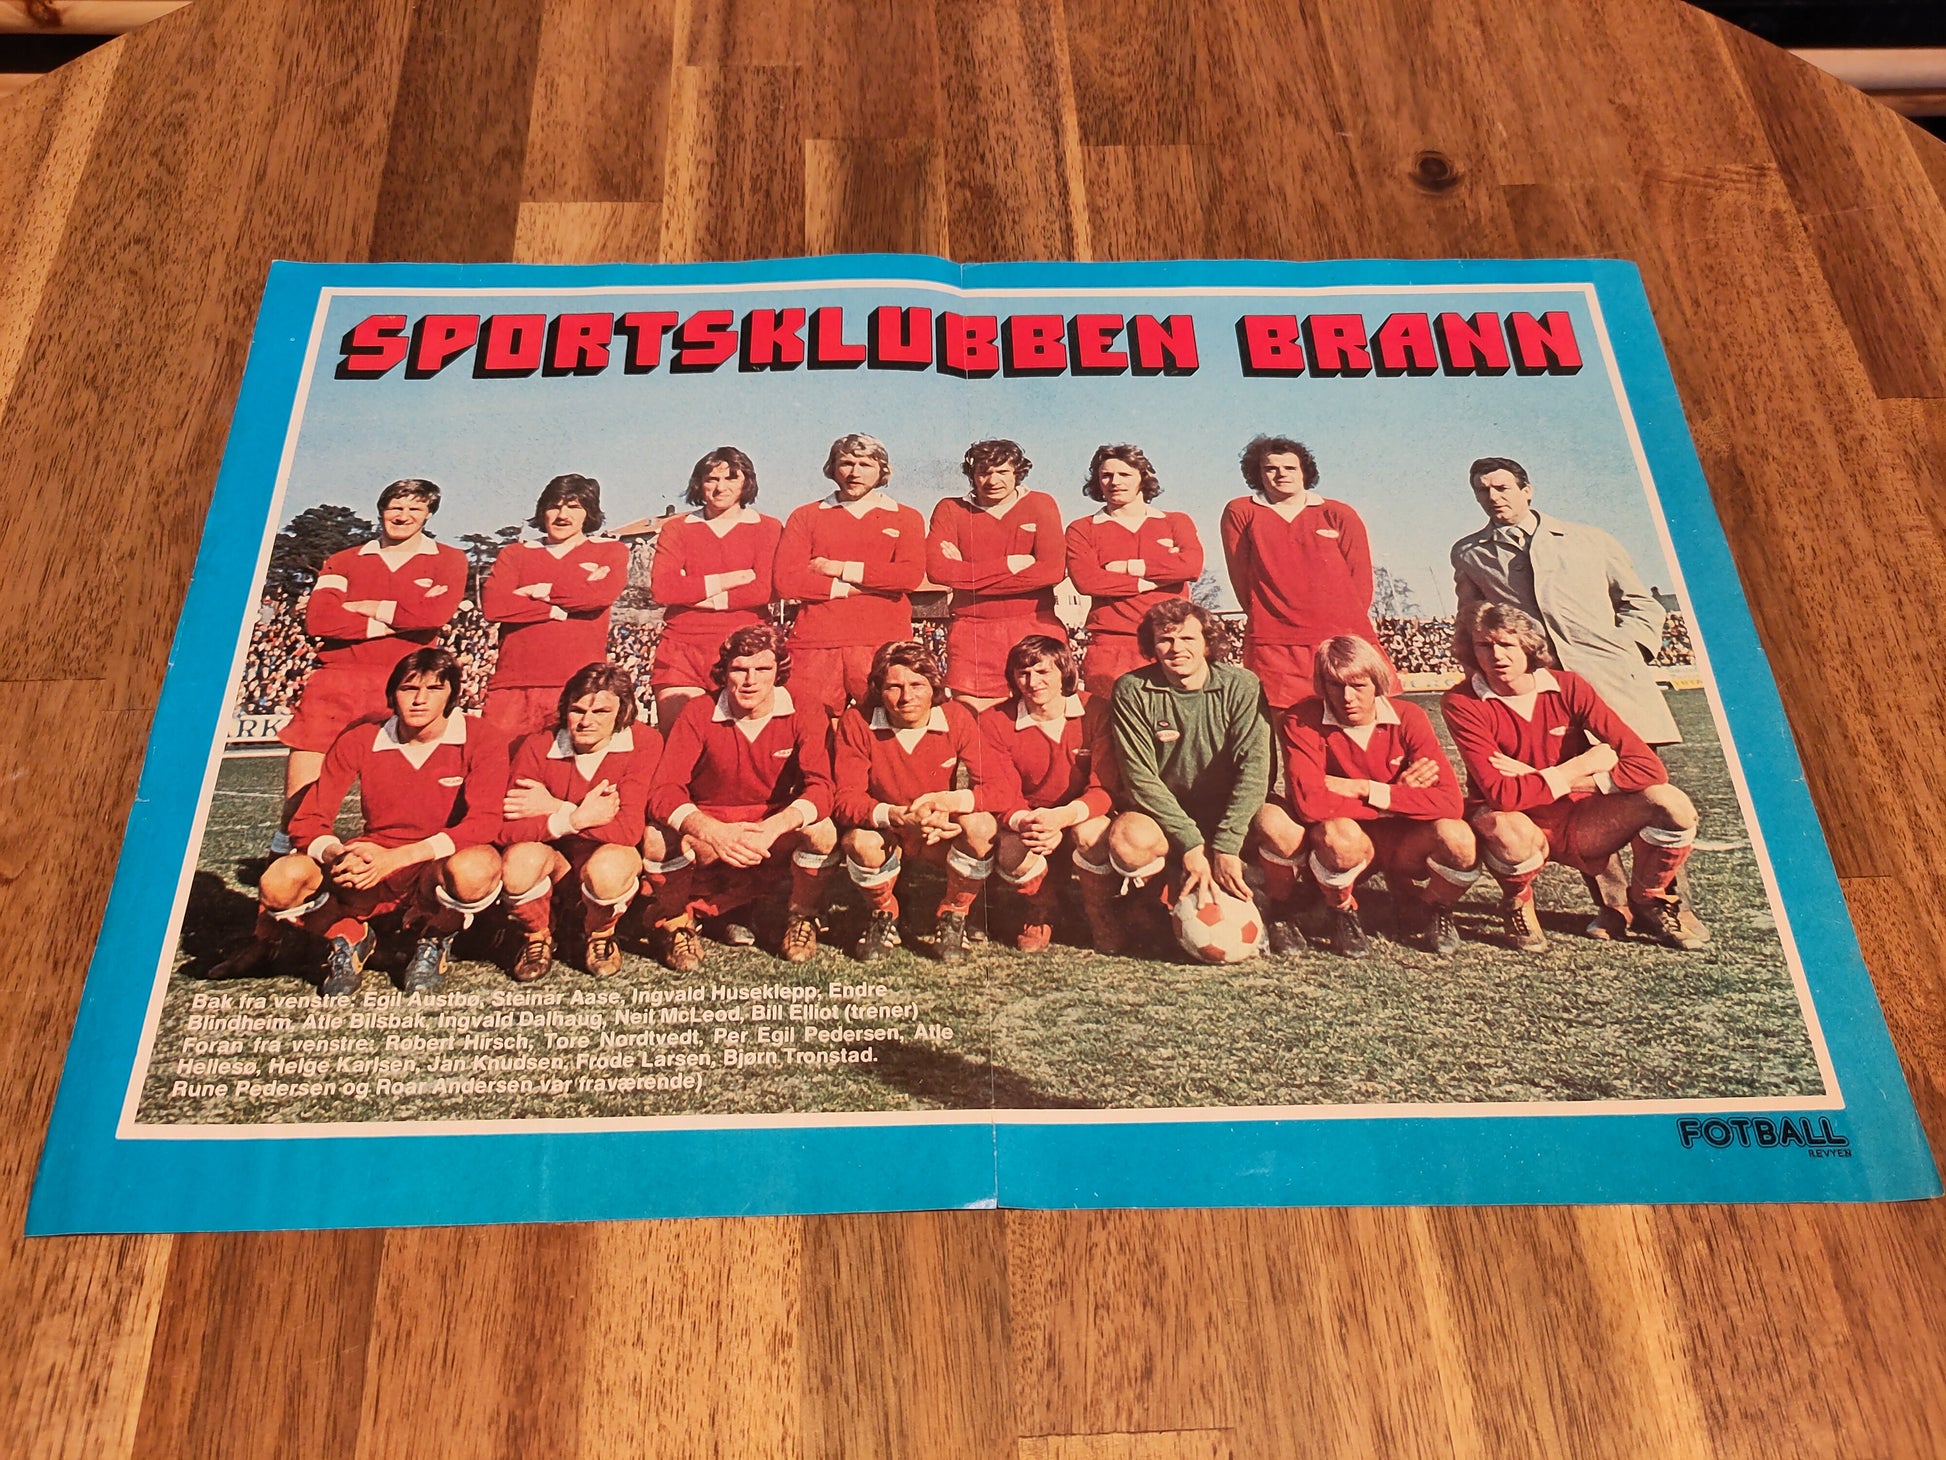 SPORTSKLUBBEN BRANN
ARK
Bak fra venstre: Egil Austbø, Steinar Aase, Ingvald Huseklepp, Endre
Blindheim, Atle Bilsbak, Ingvald Dalhaug, Neil McLeod, Bill Elliot (trener)
Foran fra venstre: Robert Hirsch, Tore Nordtvedt, Per Egil Pedersen, Atle
Hellesø, Helge Karlsen, Jan Knudsen, Frode Larsen, Bjørn Tronstad.
Rune Pedersen og Roar Andersen var fraværende)
FOTBALL
REVYEN